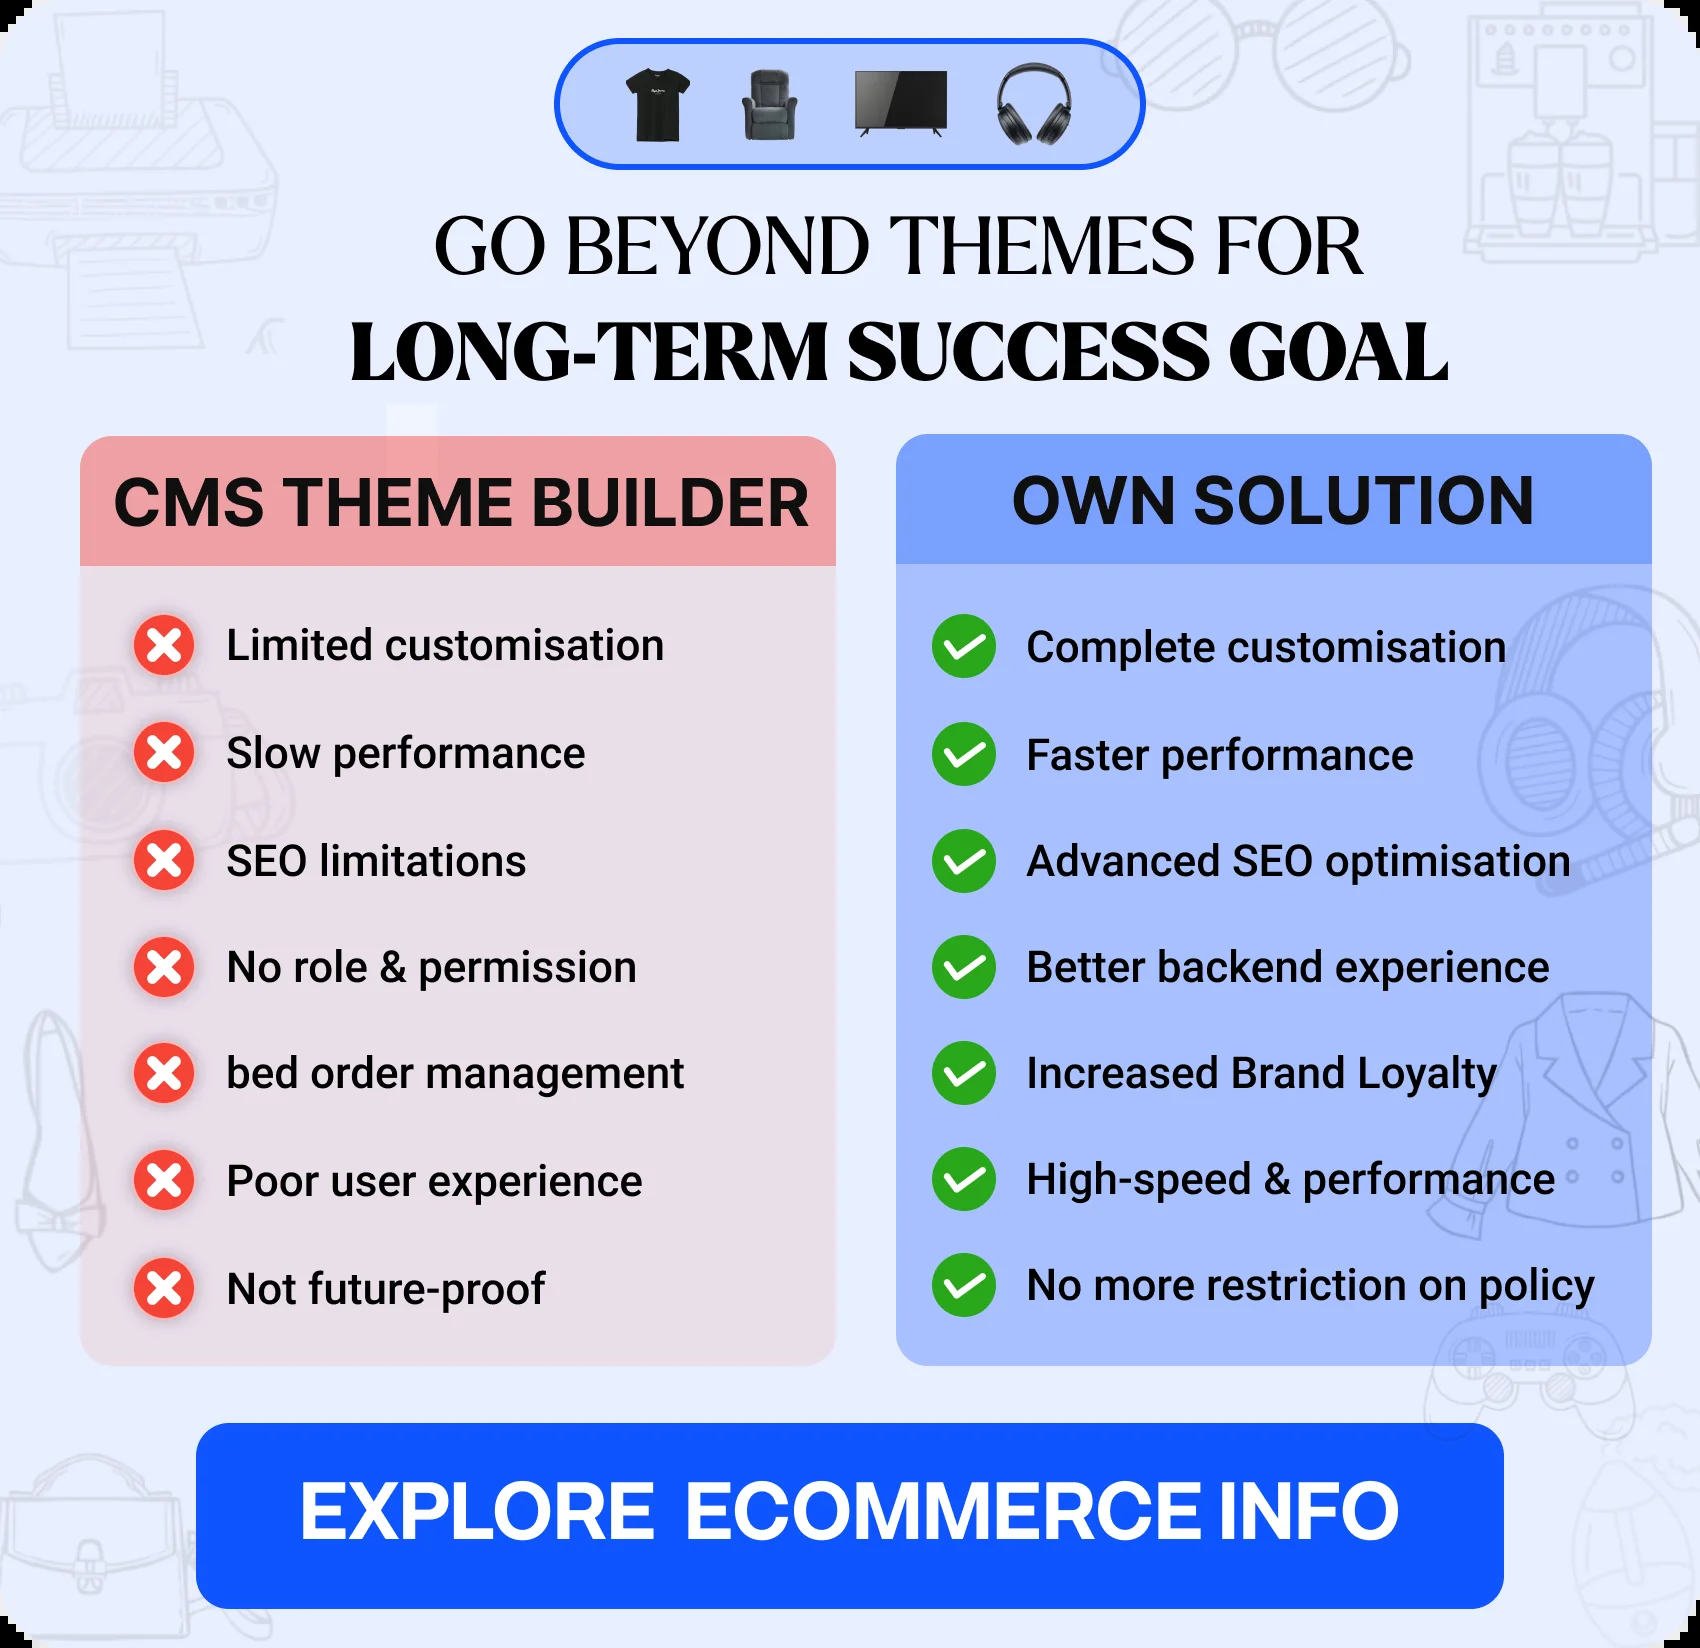 GO BEYOND THEMES FOR
LONG-TERM SUCCESS GOAL
CMS THEME BUILDER
Limited customisation
Slow performance
SEO limitations
No role & permission
bed order management
Poor user experience
Not future-proof
OWN SOLUTION
Complete customisation
Faster performance
Advanced SEO optimisation
Better backend experience
Increased Brand Loyalty
High-speed & performance
No more restriction on policy
EXPLORE ECOMMERCE INFO